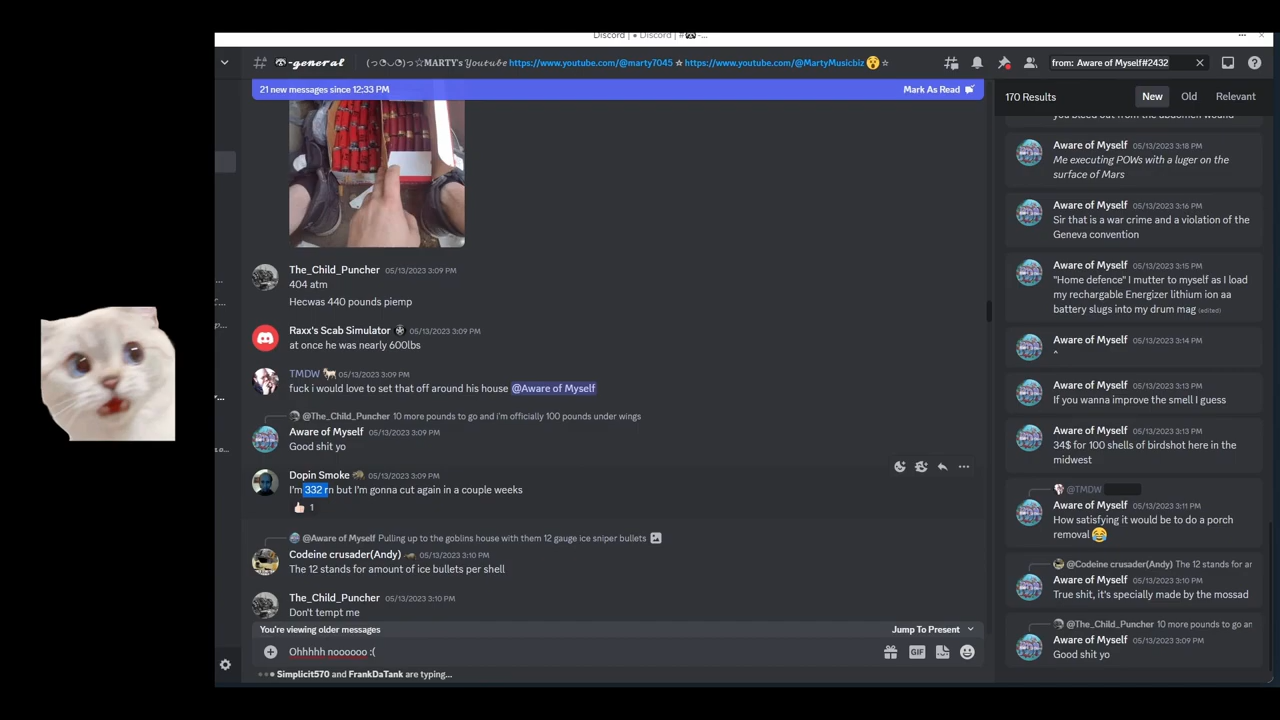 Discord | • Discord | #🦝-...
🦝-𝓰𝓮𝓷𝓮𝓻𝓪𝓵
(っ◔◡◔)っ☆MARTY's 𝓨𝓸𝓾𝓽𝓾𝓫𝓮 https://www.youtube.com/@marty7045 ☆ https://www.youtube.com/@MartyMusicbiz 😮 ☆
from: Aware of Myself#2432
21 new messages since 12:33 PM
Mark As Read
The_Child_Puncher 05/13/2023 3:09 PM
404 atm
Hecwas 440 pounds piemp
Raxx's Scab Simulator 05/13/2023 3:09 PM
at once he was nearly 600lbs
TMDW 05/13/2023 3:09 PM
fuck i would love to set that off around his house @Aware of Myself
@The_Child_Puncher 10 more pounds to go and i'm officially 100 pounds under wings
Aware of Myself 05/13/2023 3:09 PM
Good shit yo
Dopin Smoke 05/13/2023 3:09 PM
I'm 332 rn but I'm gonna cut again in a couple weeks
👍 1
@Aware of Myself Pulling up to the goblins house with them 12 gauge ice sniper bullets
Codeine crusader(Andy) 05/13/2023 3:10 PM
The 12 stands for amount of ice bullets per shell
The_Child_Puncher 05/13/2023 3:10 PM
Don't tempt me
You're viewing older messages
Jump To Present
Ohhhhh noooooo :(
GIF
Simplicit570 and FrankDaTank are typing...
170 Results
New
Old
Relevant
you bleed out from the abdomen wound
Aware of Myself 05/13/2023 3:18 PM
Me executing POWs with a luger on the
surface of Mars
Aware of Myself 05/13/2023 3:16 PM
Sir that is a war crime and a violation of the
Geneva convention
Aware of Myself 05/13/2023 3:15 PM
"Home defence" I mutter to myself as I load
my rechargable Energizer lithium ion aa
battery slugs into my drum mag (edited)
Aware of Myself 05/13/2023 3:14 PM
^
Aware of Myself 05/13/2023 3:13 PM
If you wanna improve the smell I guess
Aware of Myself 05/13/2023 3:13 PM
34$ for 100 shells of birdshot here in the
midwest
@TMDW
Aware of Myself 05/13/2023 3:11 PM
How satisfying it would be to do a porch
removal 😂
@Codeine crusader(Andy) The 12 stands for ar
Aware of Myself 05/13/2023 3:10 PM
True shit, it's specially made by the mossad
@The_Child_Puncher 10 more pounds to go an
Aware of Myself 05/13/2023 3:09 PM
Good shit yo